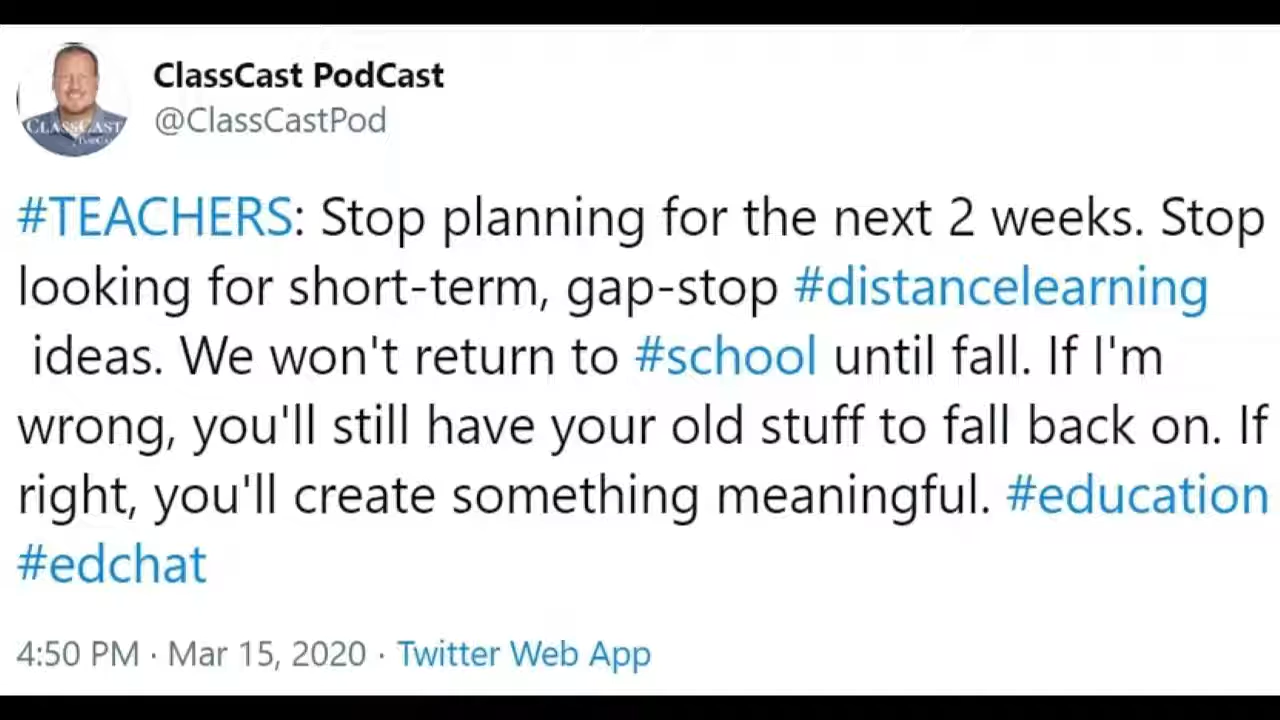 ClassCast PodCast
@ClassCastPod
CLASSCAST
PODCAST
#TEACHERS: Stop planning for the next 2 weeks. Stop
looking for short-term, gap-stop #distancelearning
ideas. We won't return to #school until fall. If I'm
wrong, you'll still have your old stuff to fall back on. If
right, you'll create something meaningful. #education
#edchat
4:50 PM · Mar 15, 2020 · Twitter Web App